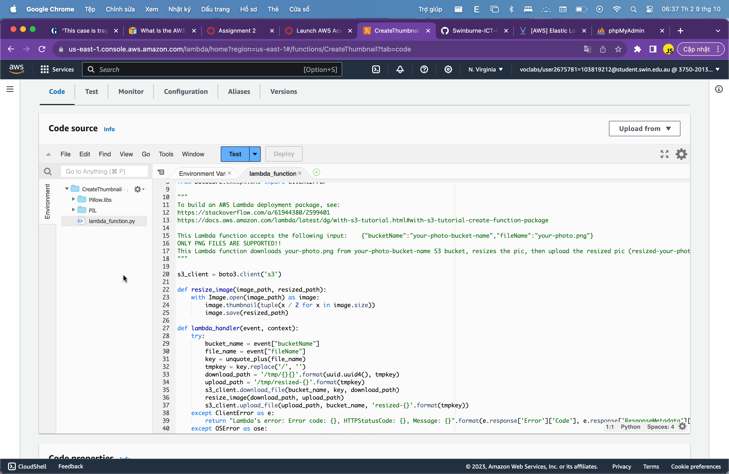 Google Chrome Tệp Chỉnh sửa Xem Nhật ký Dấu trang Hồ sơ Thẻ Cửa sổ Trợ giúp 06:37 Th 2 9 thg 10
"This case is trag What is the AWS Assignment 2 Launch AWS Ac CreateThumbnail Swinburne-ICT- [AWS] Elastic Lo phpMyAdmin
us-east-1.console.aws.amazon.com/lambda/home?region=us-east-1#/functions/CreateThumbnail?tab=code Cập nhật
aws Services Search [Option+S] N. Virginia voclabs/user2675781=103819212@student.swin.edu.au @ 3750-2013...
Code Test Monitor Configuration Aliases Versions
Code source Info Upload from
File Edit Find View Go Tools Window Test Deploy
Go to Anything (⌘ P) Environment Var lambda_function
Environment
CreateThumbnail
Pillow.libs
PIL
lambda_function.py
9
10 """
11 To build an AWS Lambda deployment package, see:
12 https://stackoverflow.com/a/61944380/2599401
13 https://docs.aws.amazon.com/lambda/latest/dg/with-s3-tutorial.html#with-s3-tutorial-create-function-package
14
15 This Lambda function accepts the following input: {"bucketName":"your-photo-bucket-name","fileName":"your-photo.png"}
16 ONLY PNG FILES ARE SUPPORTED!!
17 This Lambda function downloads your-photo.png from your-photo-bucket-name S3 bucket, resizes the pic, then upload the resized pic (resized-your-phot
18 """
19
20 s3_client = boto3.client('s3')
21
22 def resize_image(image_path, resized_path):
23 with Image.open(image_path) as image:
24 image.thumbnail(tuple(x / 2 for x in image.size))
25 image.save(resized_path)
26
27 def lambda_handler(event, context):
28 try:
29 bucket_name = event["bucketName"]
30 file_name = event["fileName"]
31 key = unquote_plus(file_name)
32 tmpkey = key.replace('/', '')
33 download_path = '/tmp/{}{}'.format(uuid.uuid4(), tmpkey)
34 upload_path = '/tmp/resized-{}'.format(tmpkey)
35 s3_client.download_file(bucket_name, key, download_path)
36 resize_image(download_path, upload_path)
37 s3_client.upload_file(upload_path, bucket_name, 'resized-{}'.format(tmpkey))
38 except ClientError as e:
39 return "Lambda's error: Error code: {}, HTTPStatusCode: {}, Message: {}".format(e.response['Error']['Code'], e.response['ResponseMetadata'][
40 except OSError as ose:
1:1 Python Spaces: 4
Code properties Info
CloudShell Feedback © 2023, Amazon Web Services, Inc. or its affiliates. Privacy Terms Cookie preferences